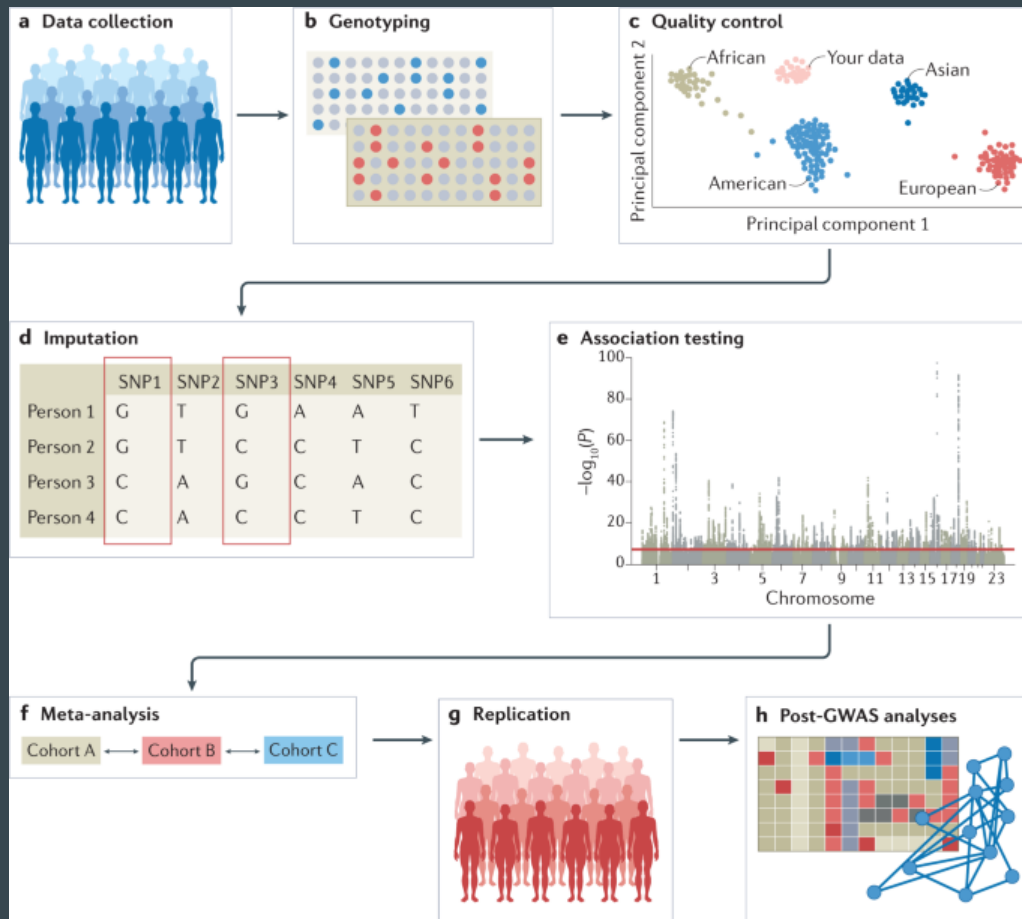 a Data collection
b Genotyping
c Quality control
Principal component 2
African
Your data
Asian
American
European
Principal component 1
d Imputation
SNP1 SNP2 SNP3 SNP4 SNP5 SNP6
Person 1 G T G A A T
Person 2 G T C C T C
Person 3 C A G C A C
Person 4 C A C C T C
e Association testing
–log10(P)
100
80
60
40
20
0
1 3 5 7 9 11 13 15 17 19 23
Chromosome
f Meta-analysis
Cohort A Cohort B Cohort C
g Replication
h Post-GWAS analyses